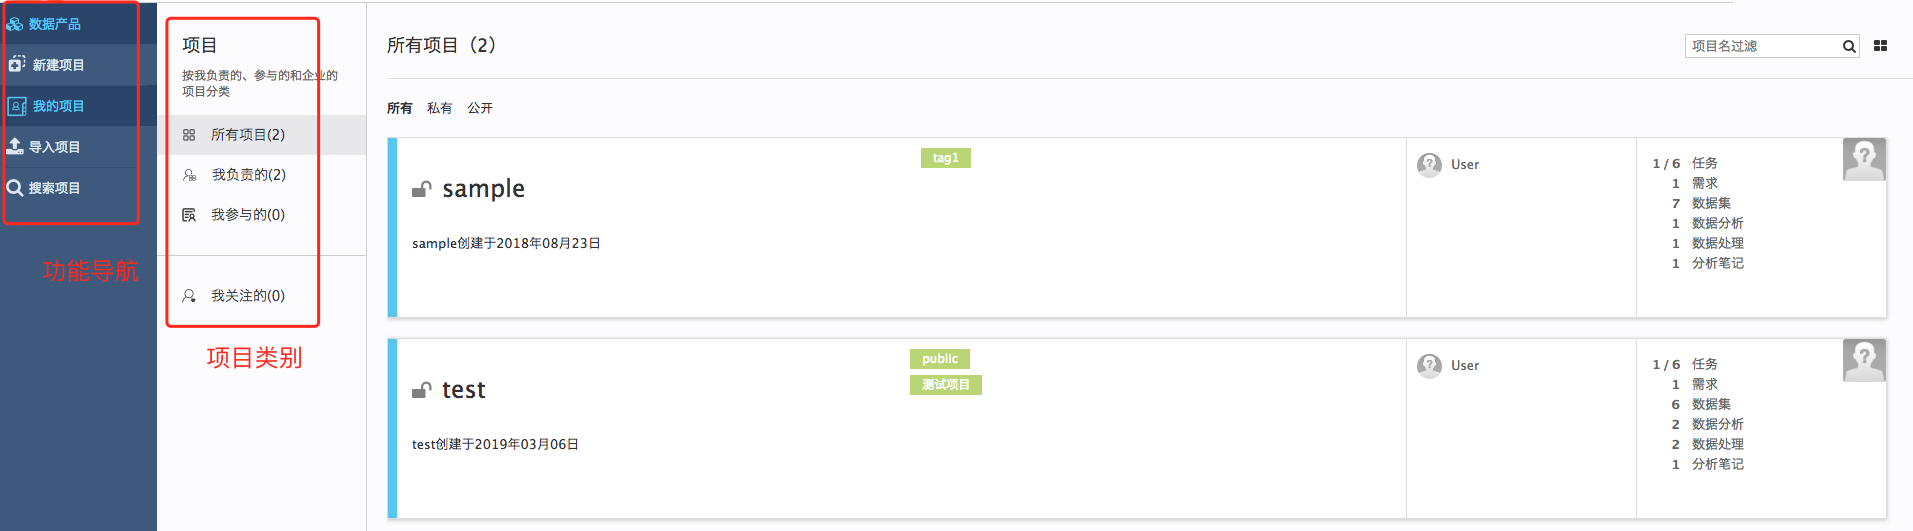 数据产品
新建项目
我的项目
导入项目
搜索项目
功能导航
项目
按我负责的、参与的和企业的
项目分类
所有项目(2)
我负责的(2)
我参与的(0)
我关注的(0)
项目类别
所有项目（2）
项目名过滤
所有 私有 公开
sample
tag1
sample创建于2018年08月23日
User
1 / 6 任务
1 需求
7 数据集
1 数据分析
1 数据处理
1 分析笔记
test
public
测试项目
test创建于2019年03月06日
User
1 / 6 任务
1 需求
6 数据集
2 数据分析
2 数据处理
1 分析笔记